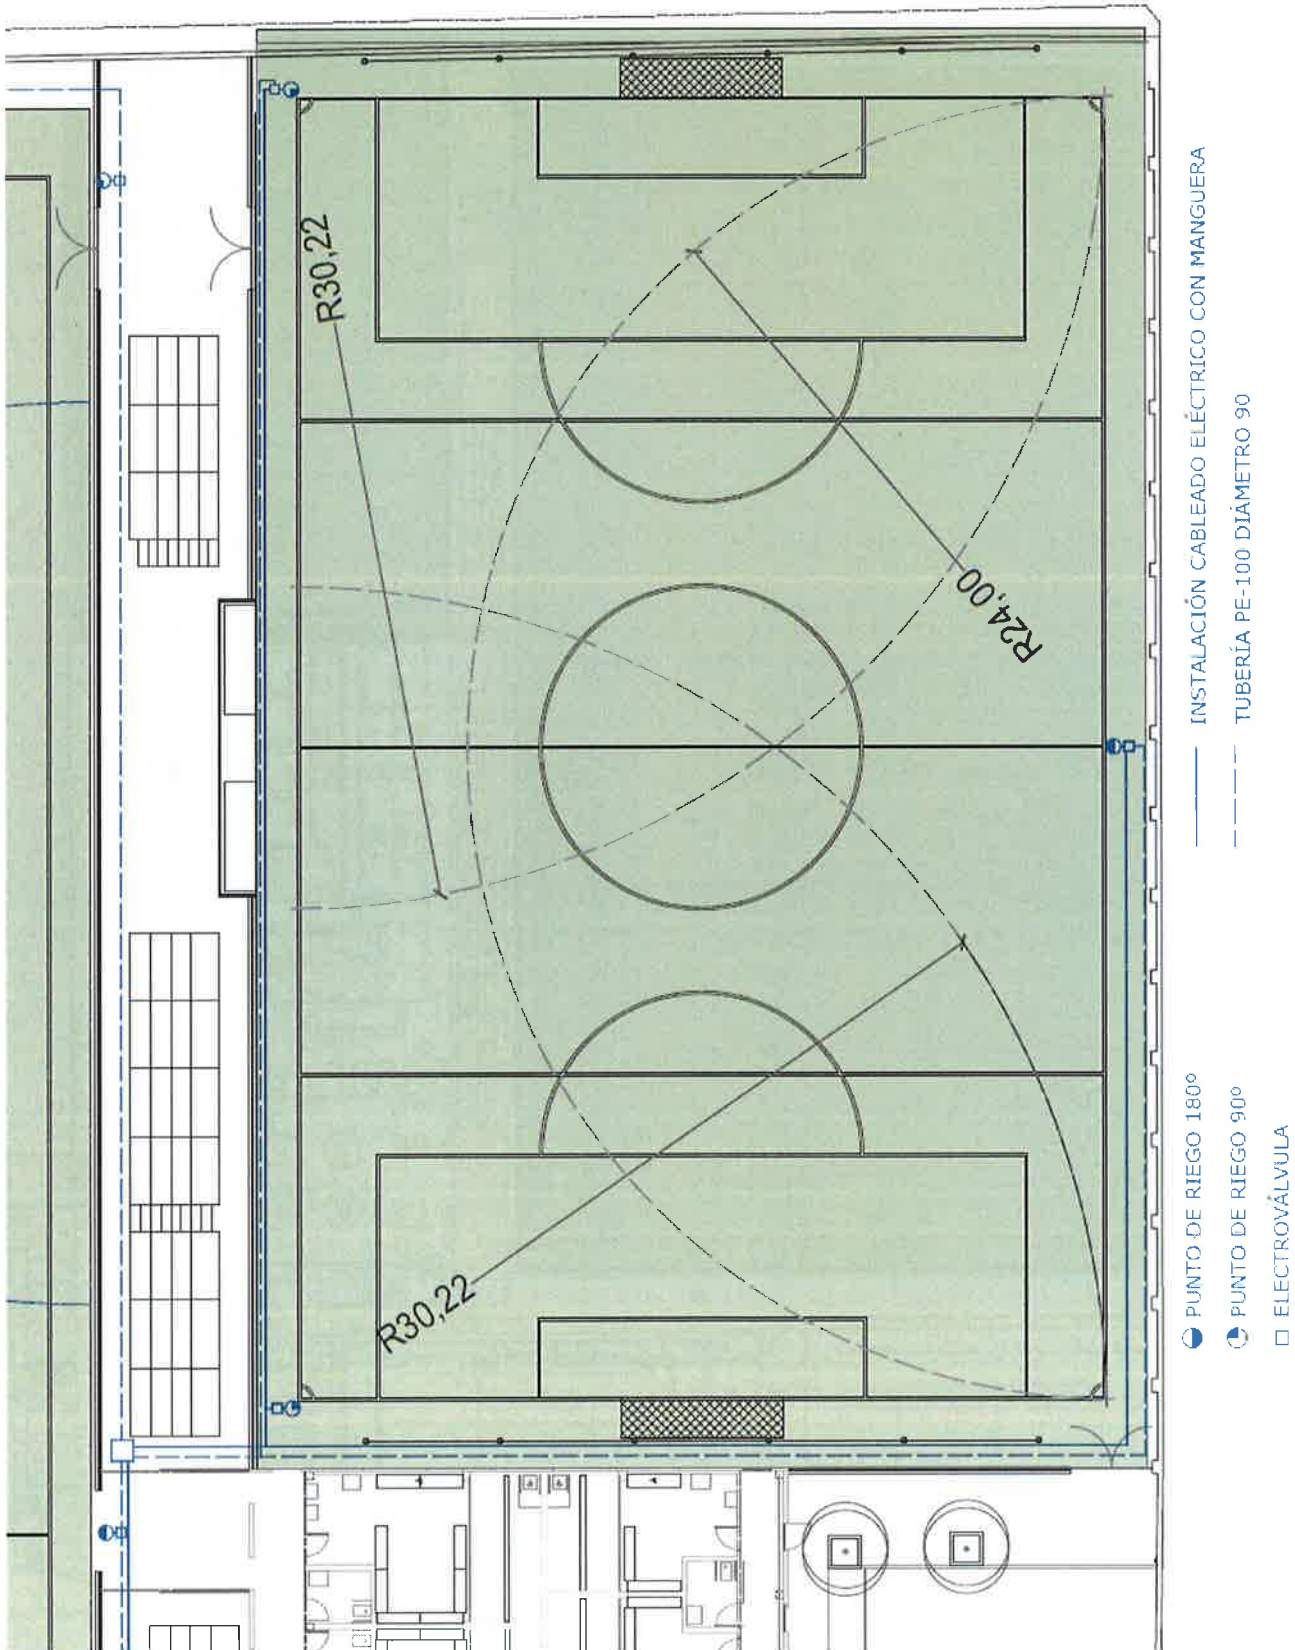 R30,22
R24,00
R30,22
INSTALACIÓN CABLEADO ELÉCTRICO CON MANGUERA
TUBERÍA PE-100 DIÁMETRO 90
PUNTO DE RIEGO 180º
PUNTO DE RIEGO 90º
ELECTROVÁLVULA